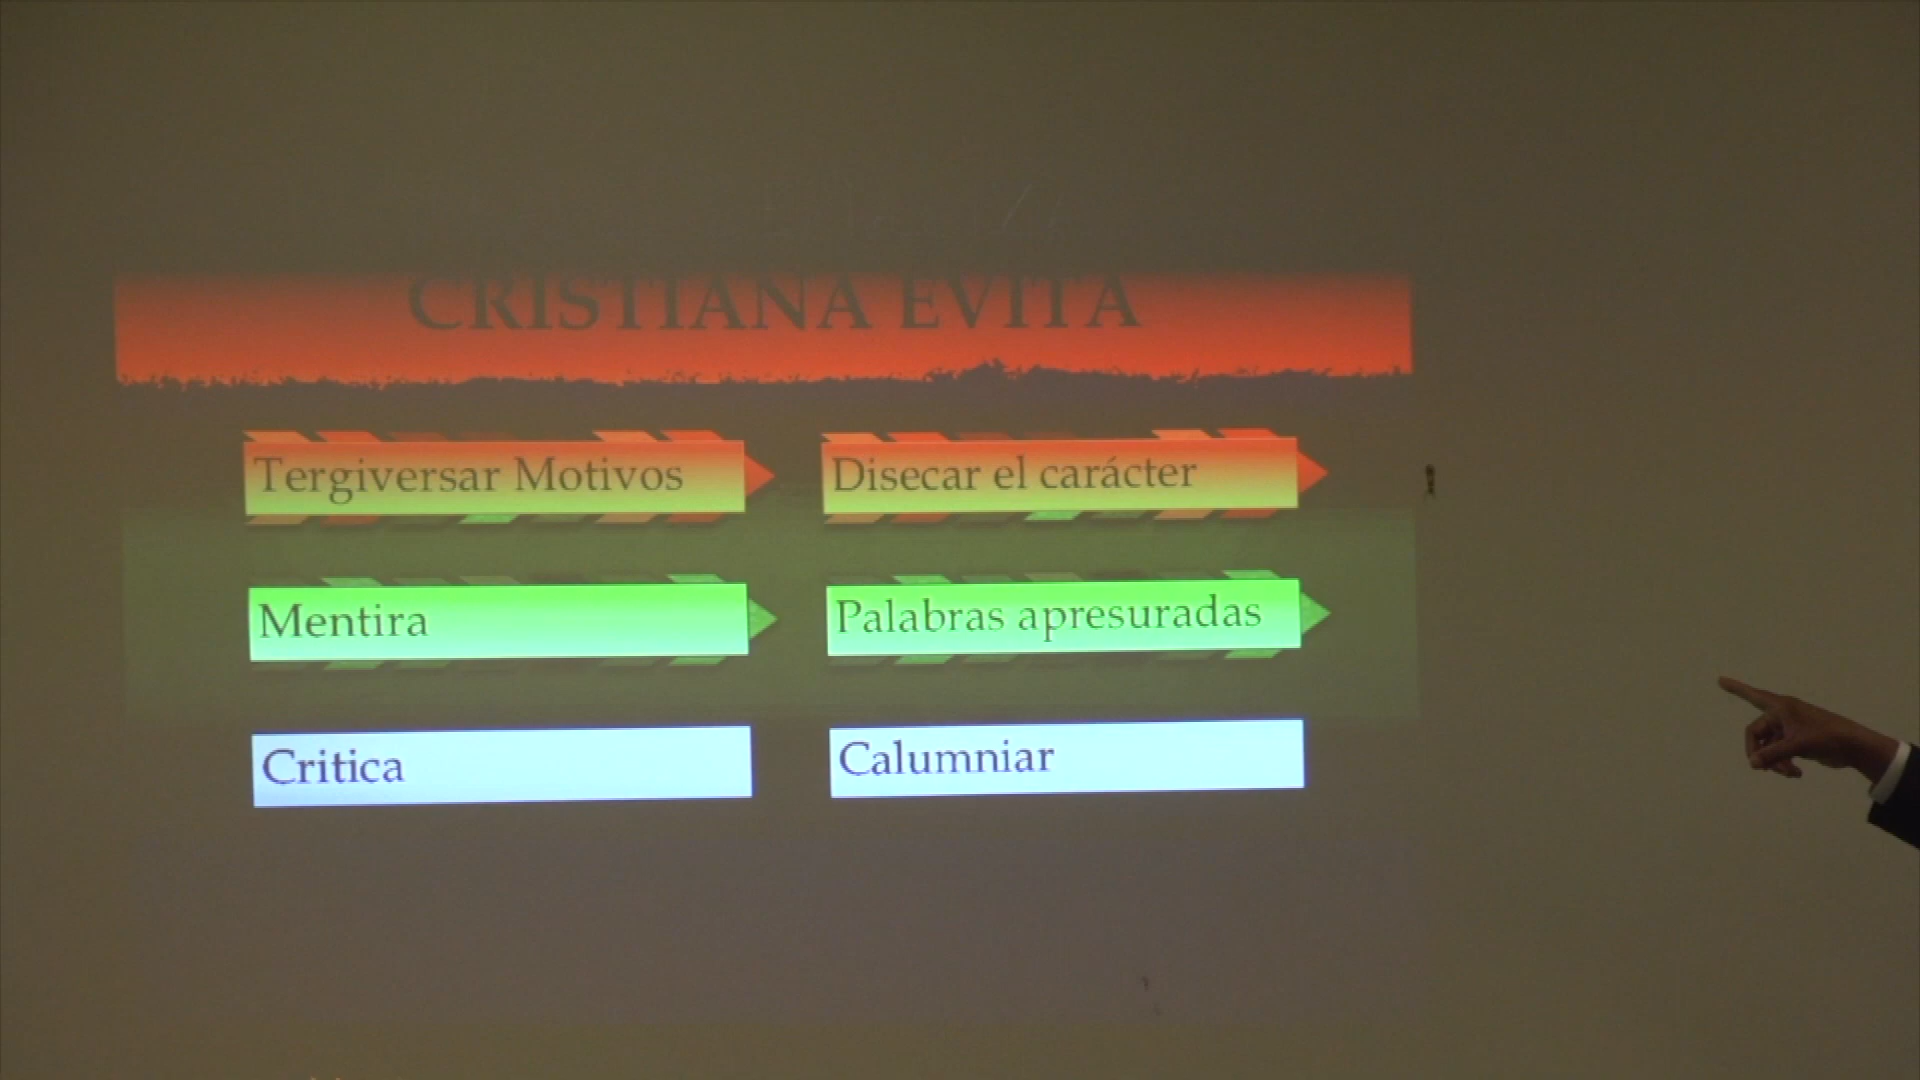 CRISTIANA EVITA
Tergiversar Motivos
Disecar el carácter
Mentira
Palabras apresuradas
Critica
Calumniar